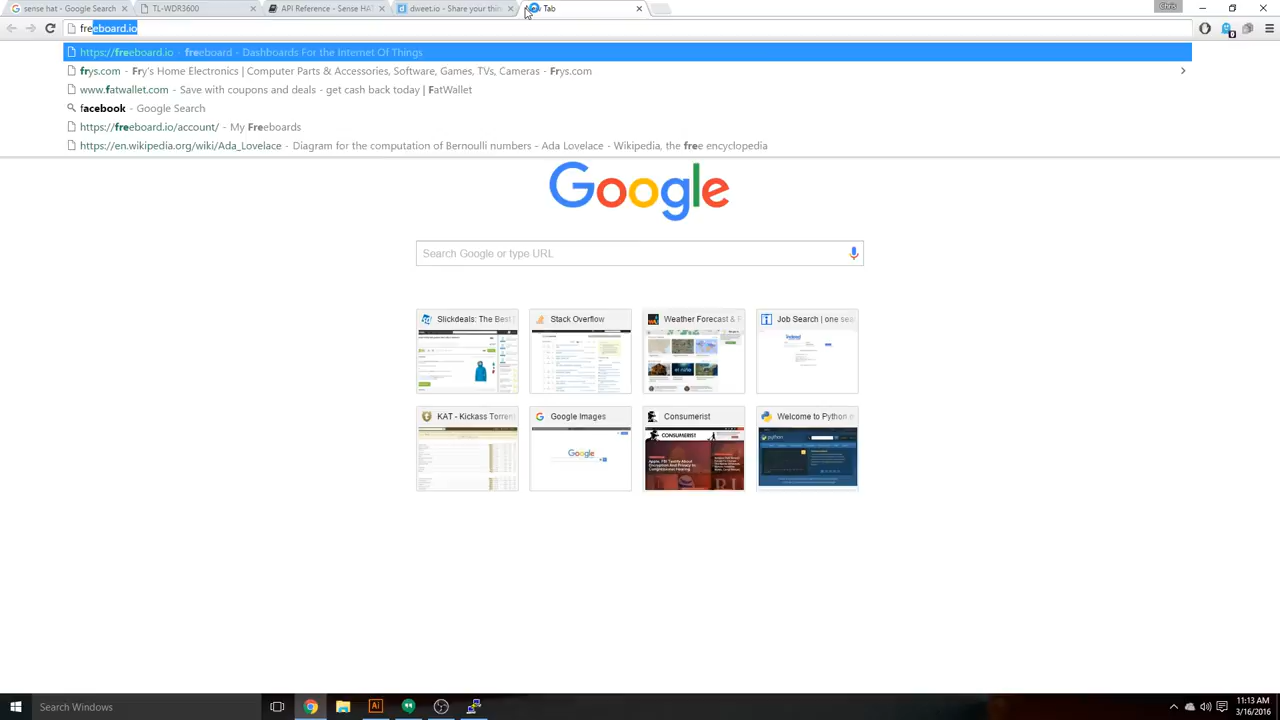 sense hat - Google Search
TL-WDR3600
API Reference - Sense HA
dweet.io - Share your thin
Tab
Chris
freeboard.io
https://freeboard.io - freeboard - Dashboards For the Internet Of Things
frys.com - Fry's Home Electronics | Computer Parts & Accessories, Software, Games, TVs, Cameras - Frys.com
www.fatwallet.com - Save with coupons and deals - get cash back today | FatWallet
facebook - Google Search
https://freeboard.io/account/ - My Freeboards
https://en.wikipedia.org/wiki/Ada_Lovelace - Diagram for the computation of Bernoulli numbers - Ada Lovelace - Wikipedia, the free encyclopedia
Google
Search Google or type URL
Slickdeals: The Best
Stack Overflow
Weather Forecast &
Job Search | one sea
KAT - Kickass Torren
Google Images
Consumerist
Welcome to Python
CONSUMERIST
Search Windows
11:13 AM
3/16/2016